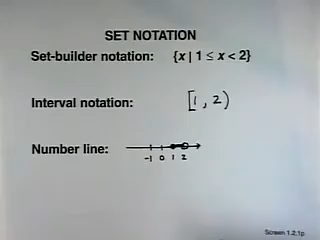 SET NOTATION
Set-builder notation: {x | 1 ≤ x < 2}
Interval notation: [1, 2)
Number line:
-1 0 1 2
Screen 1.2.1p